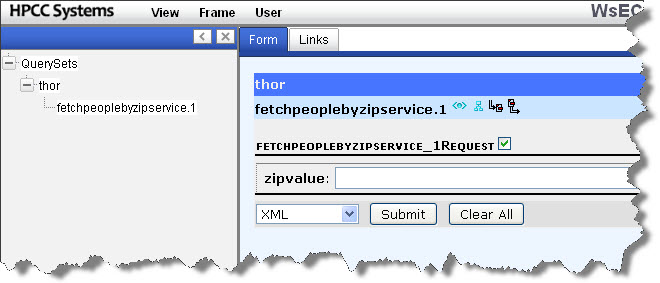 HPCC Systems View Frame User WsEC
Form Links
QuerySets
thor
fetchpeoplebyzipservice.1
thor
fetchpeoplebyzipservice.1
FETCHPEOPLEBYZIPSERVICE_1REQUEST
zipvalue:
XML Submit Clear All